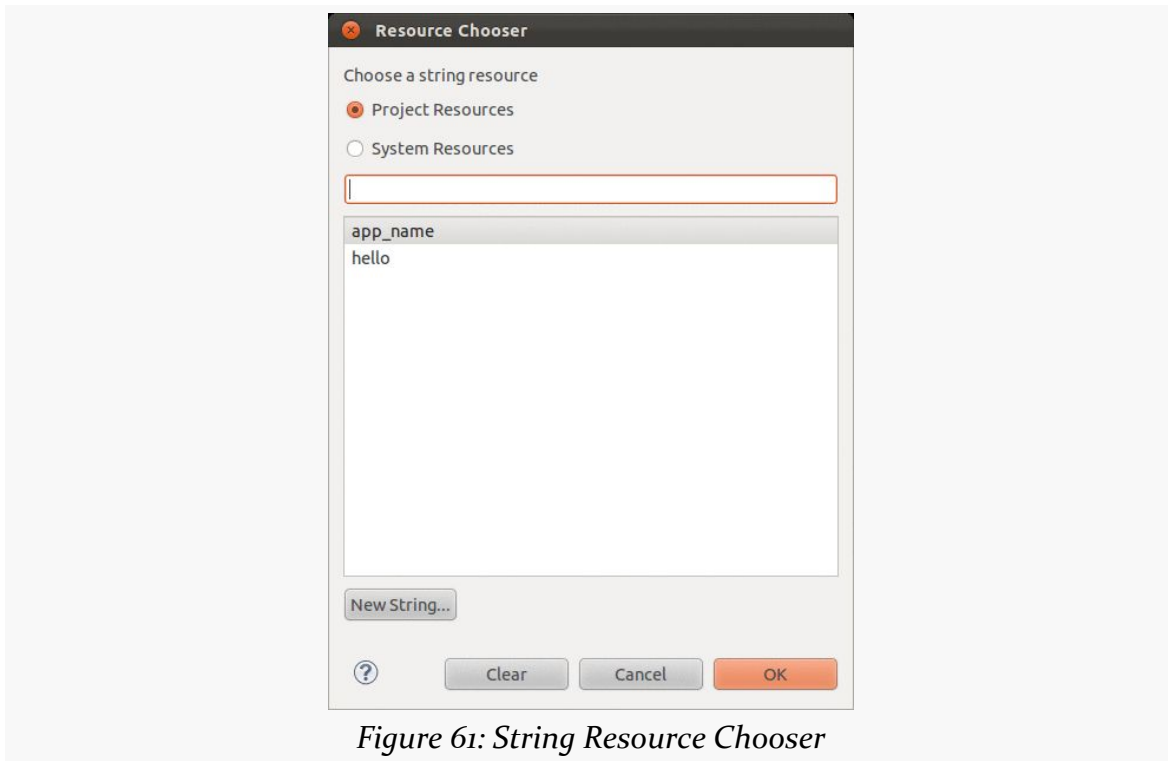 Resource Chooser
Choose a string resource
Project Resources
System Resources
app_name
hello
New String...
?
Clear Cancel OK
Figure 61: String Resource Chooser